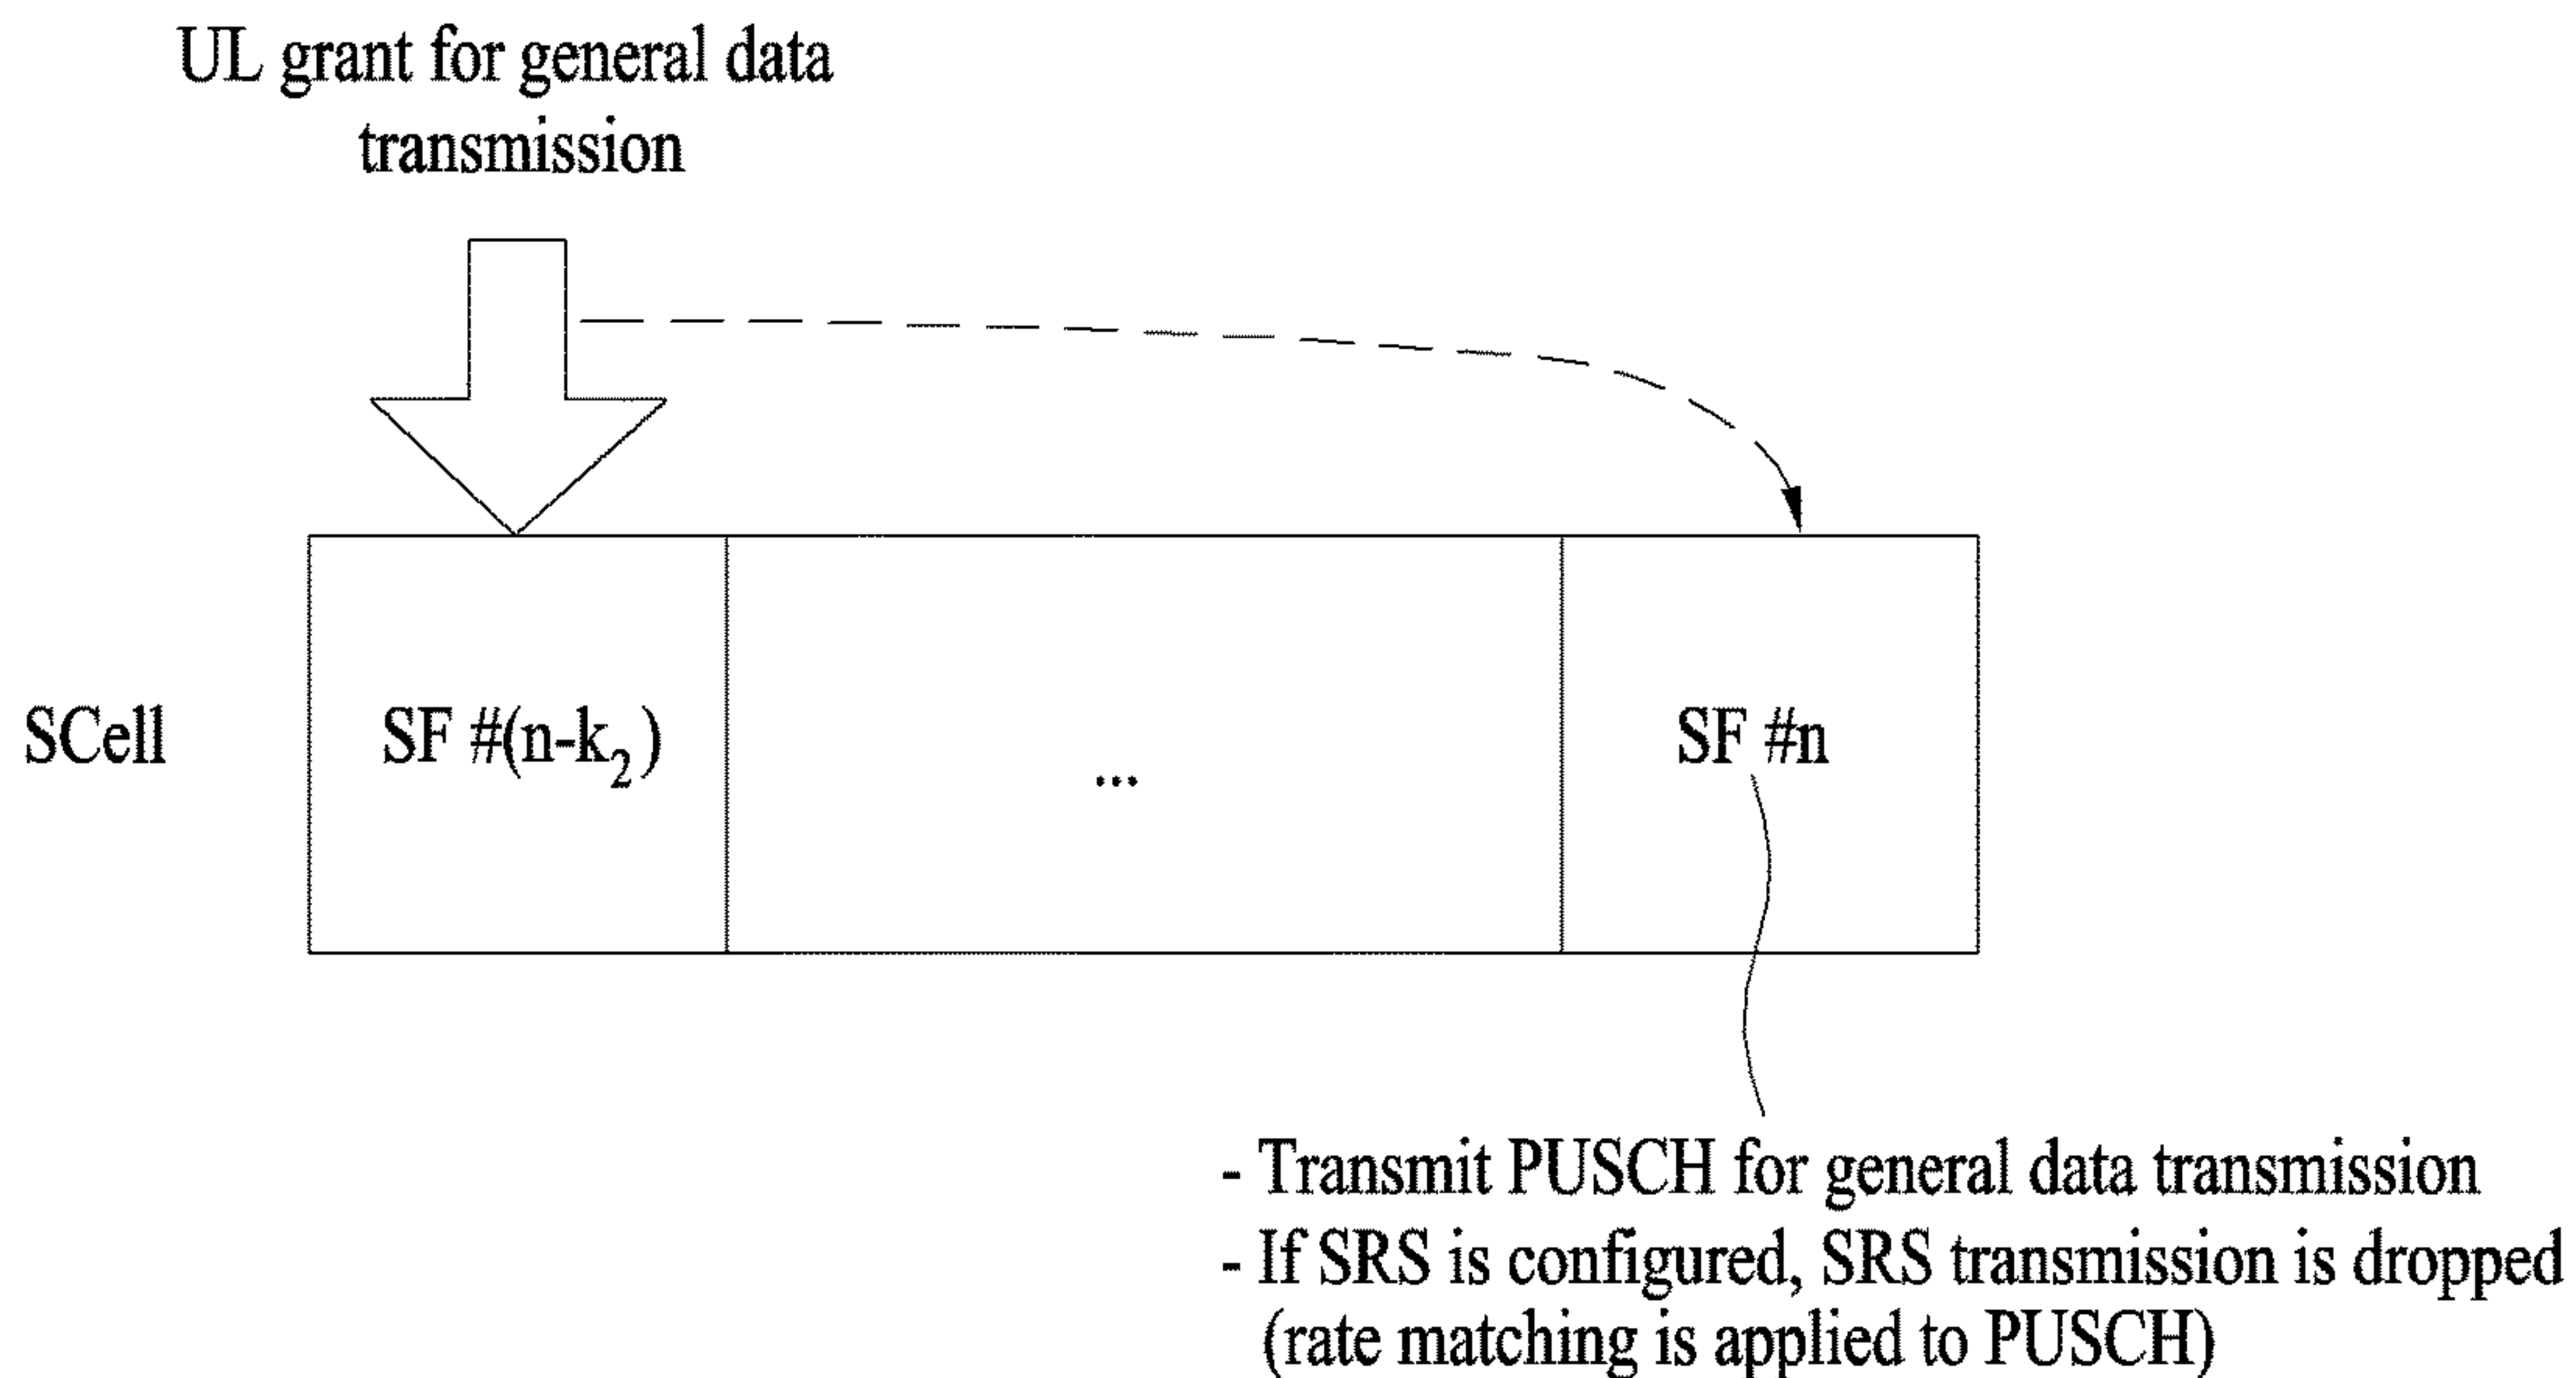 UL grant for general data
transmission
SCell
SF #(n-k₂)
...
SF #n
- Transmit PUSCH for general data transmission
- If SRS is configured, SRS transmission is dropped
(rate matching is applied to PUSCH)